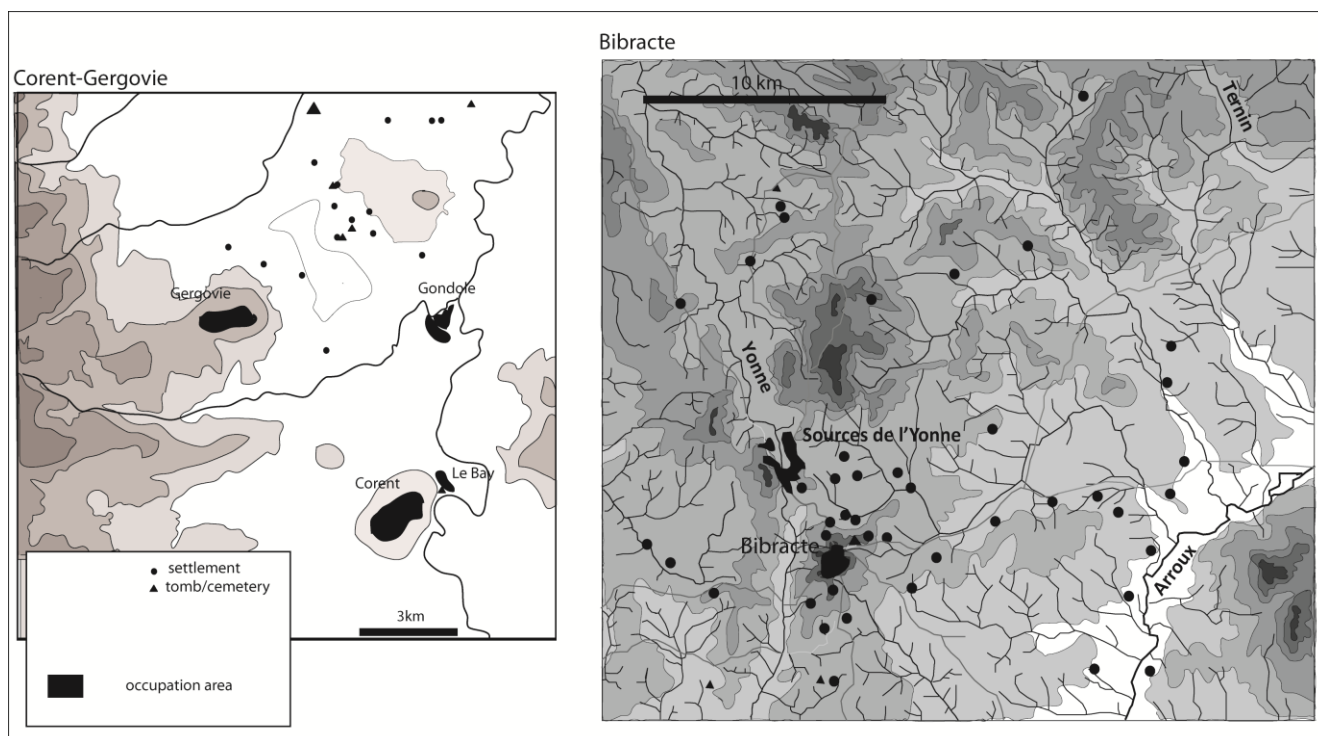 Corent-Gergovie
Gergovie
Gondole
Le Bay
Corent
settlement
tomb/cemetery
3km
occupation area
Bibracte
10 km
Ternin
Yonne
Sources de l'Yonne
Bibracte
Arroux